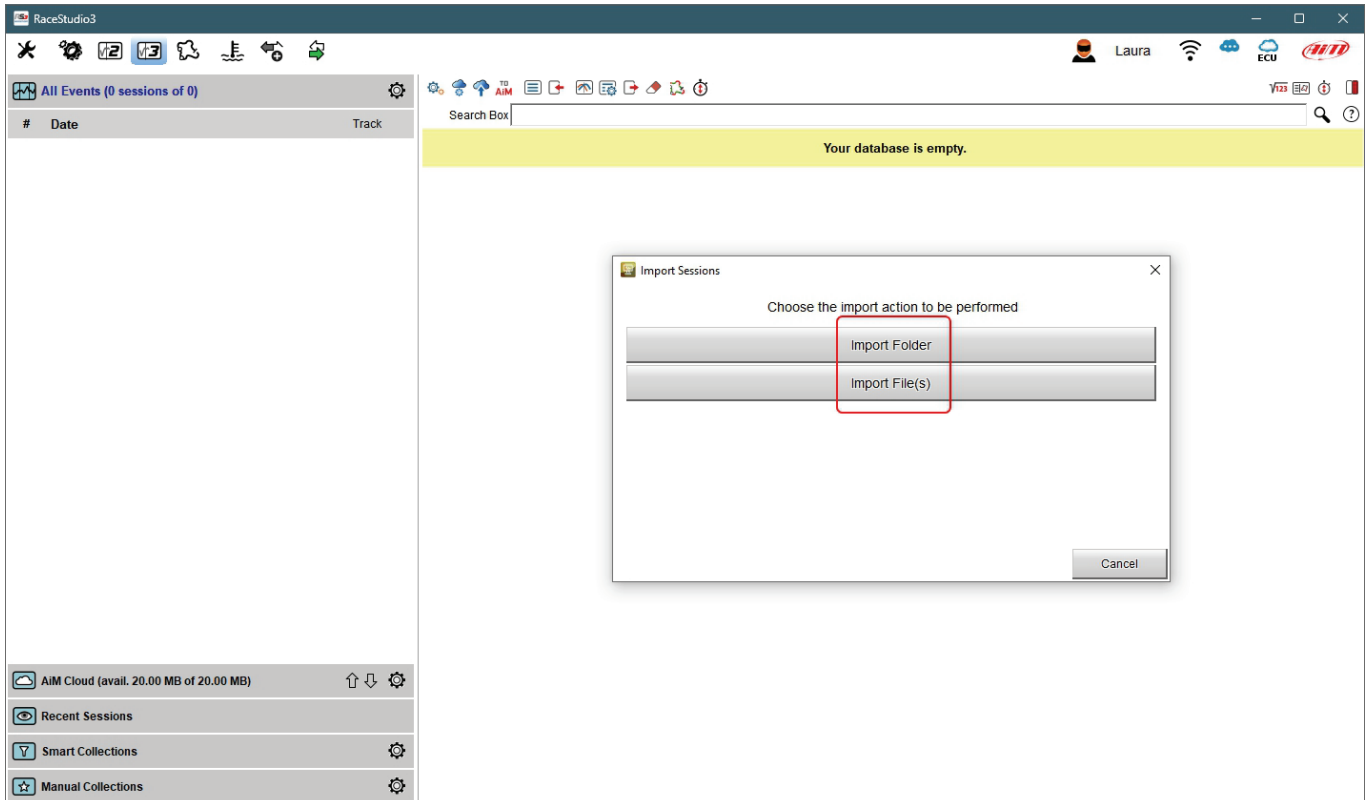 RaceStudio3
Laura
ECU
AiM
All Events (0 sessions of 0)
TO AiM
√123
# Date Track
Search Box
Your database is empty.
Import Sessions
Choose the import action to be performed
Import Folder
Import File(s)
Cancel
AiM Cloud (avail. 20.00 MB of 20.00 MB)
Recent Sessions
Smart Collections
Manual Collections